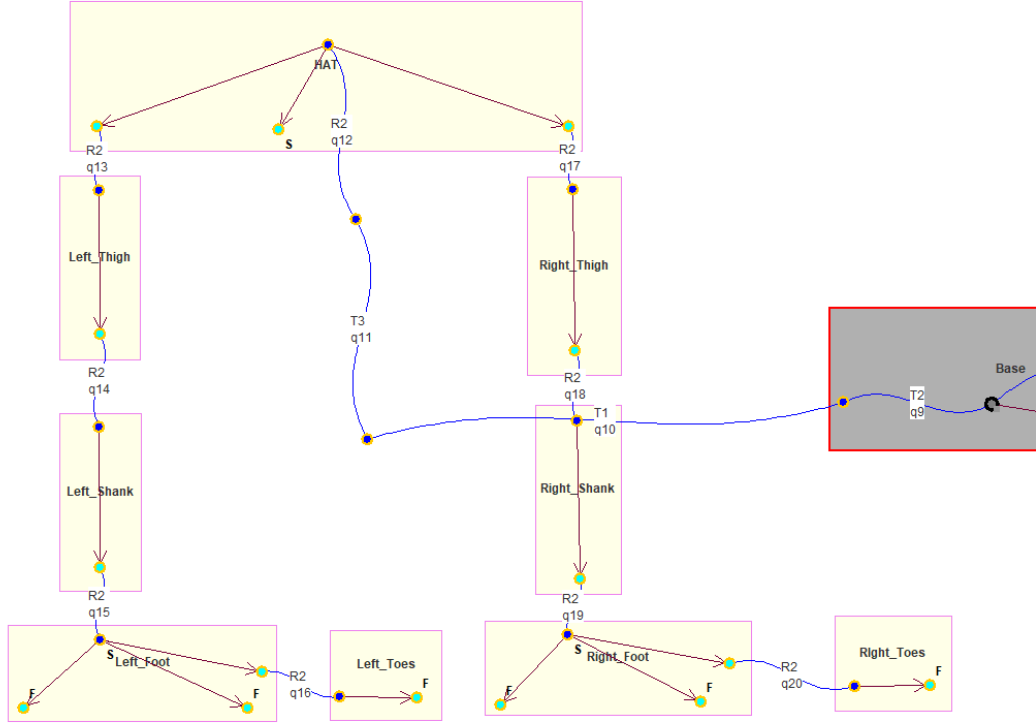 HAT
S
R2
q12
R2
q13
R2
q17
Left_Thigh
Right_Thigh
T3
q11
R2
q14
R2
q18
Base
T2
q9
T1
q10
Left_Shank
Right_Shank
R2
q15
R2
q19
S
Left_Foot
F
F
R2
q16
Left_Toes
F
S
Right_Foot
F
F
R2
q20
RIght_Toes
F